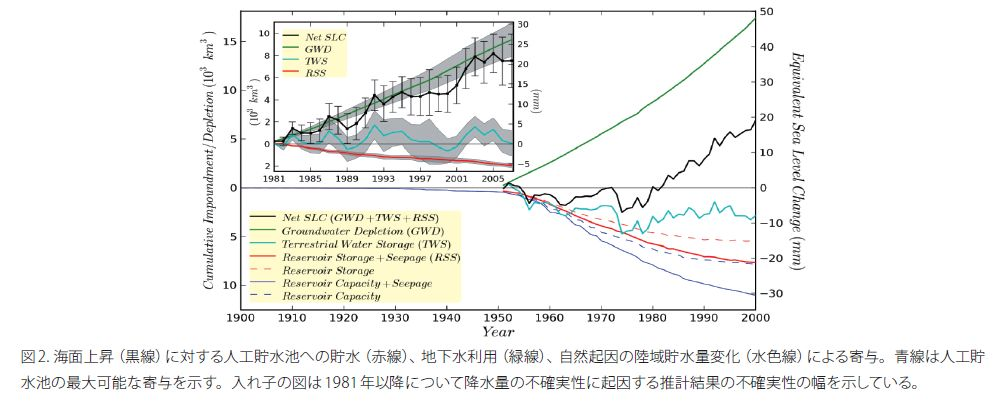 15
10
5
0
5
10
Cumulative Impoundment/Depletion (10³ km³)
50
40
30
20
10
0
−10
−20
−30
Equivalent Sea Level Change (mm)
1900 1910 1920 1930 1940 1950 1960 1970 1980 1990 2000
Year
10
8
6
4
2
0
2
(10³ km³)
30
25
20
15
10
5
0
−5
(mm)
1981 1985 1989 1993 1997 2001 2005
Net SLC
GWD
TWS
RSS
Net SLC (GWD+TWS+RSS)
Groundwater Depletion (GWD)
Terrestrial Water Storage (TWS)
Reservoir Storage+Seepage (RSS)
Reservoir Storage
Reservoir Capacity+Seepage
Reservoir Capacity
図2. 海面上昇（黒線）に対する人工貯水池への貯水（赤線）、地下水利用（緑線）、自然起因の陸域貯水量変化（水色線）による寄与。青線は人工貯
水池の最大可能な寄与を示す。入れ子の図は1981年以降について降水量の不確実性に起因する推計結果の不確実性の幅を示している。